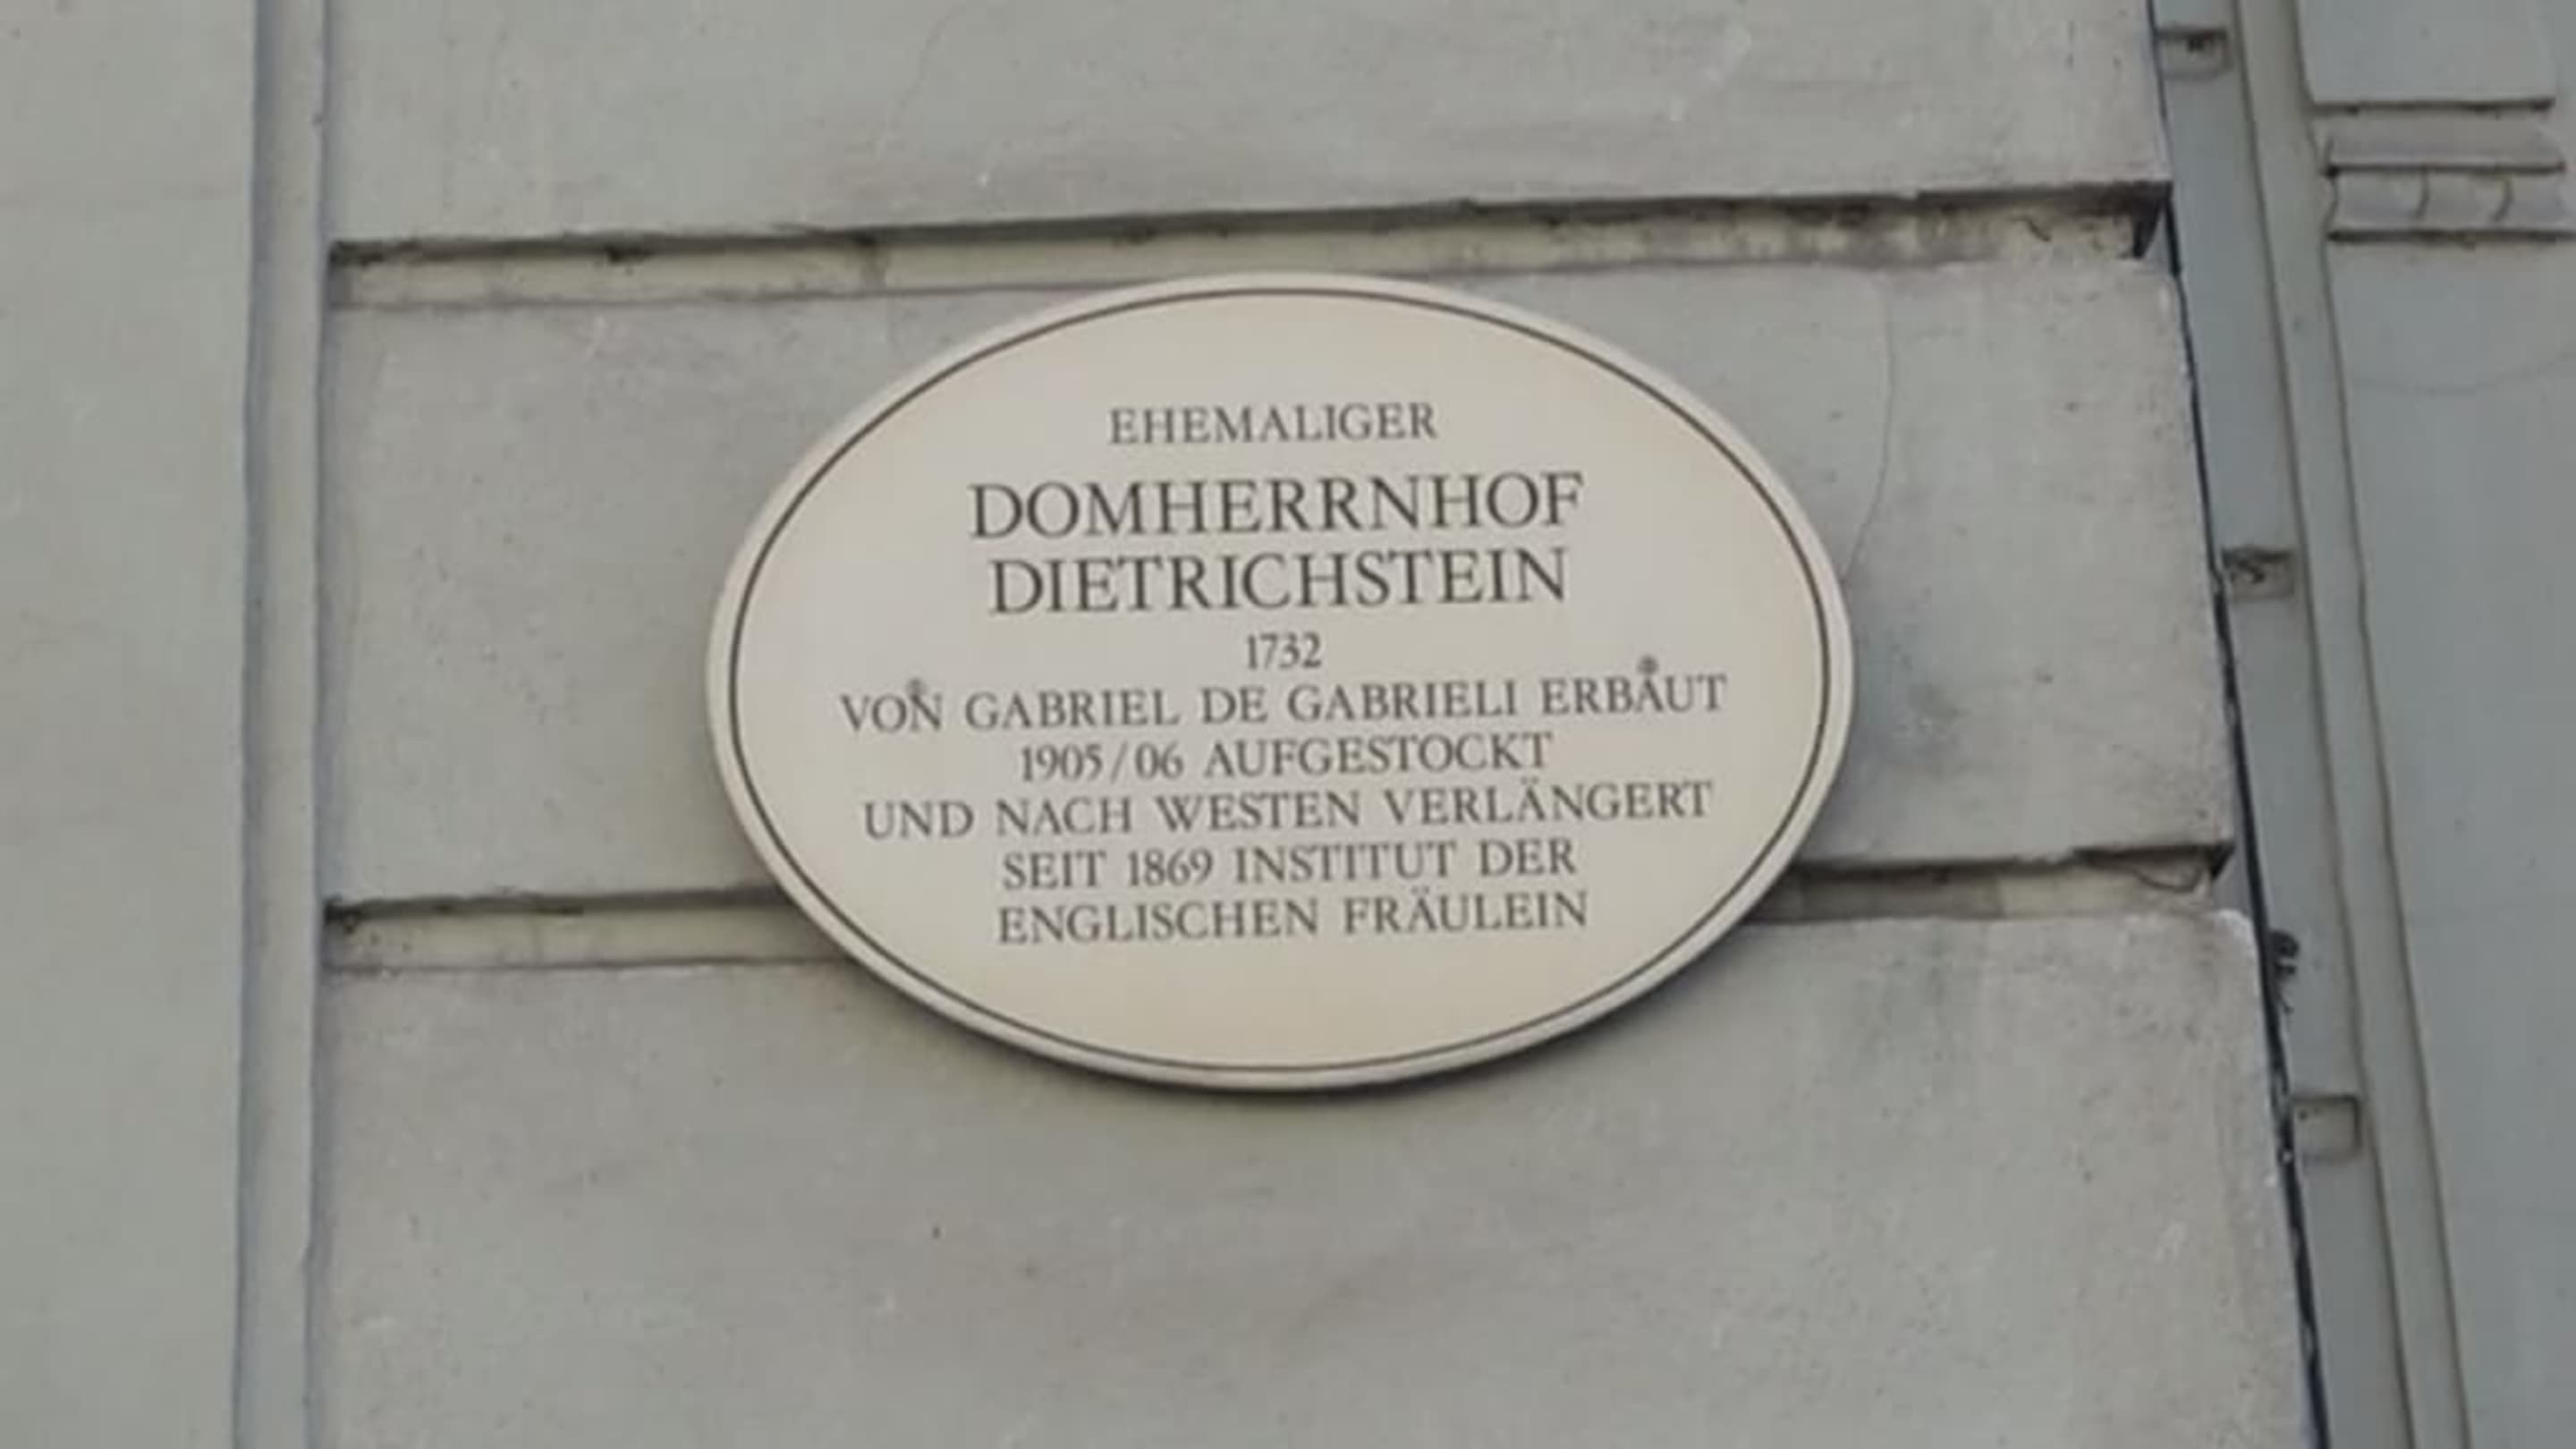 EHEMALIGER
DOMHERRNHOF
DIETRICHSTEIN
1732
VON GABRIEL DE GABRIELI ERBAUT
1905/06 AUFGESTOCKT
UND NACH WESTEN VERLÄNGERT
SEIT 1869 INSTITUT DER
ENGLISCHEN FRÄULEIN